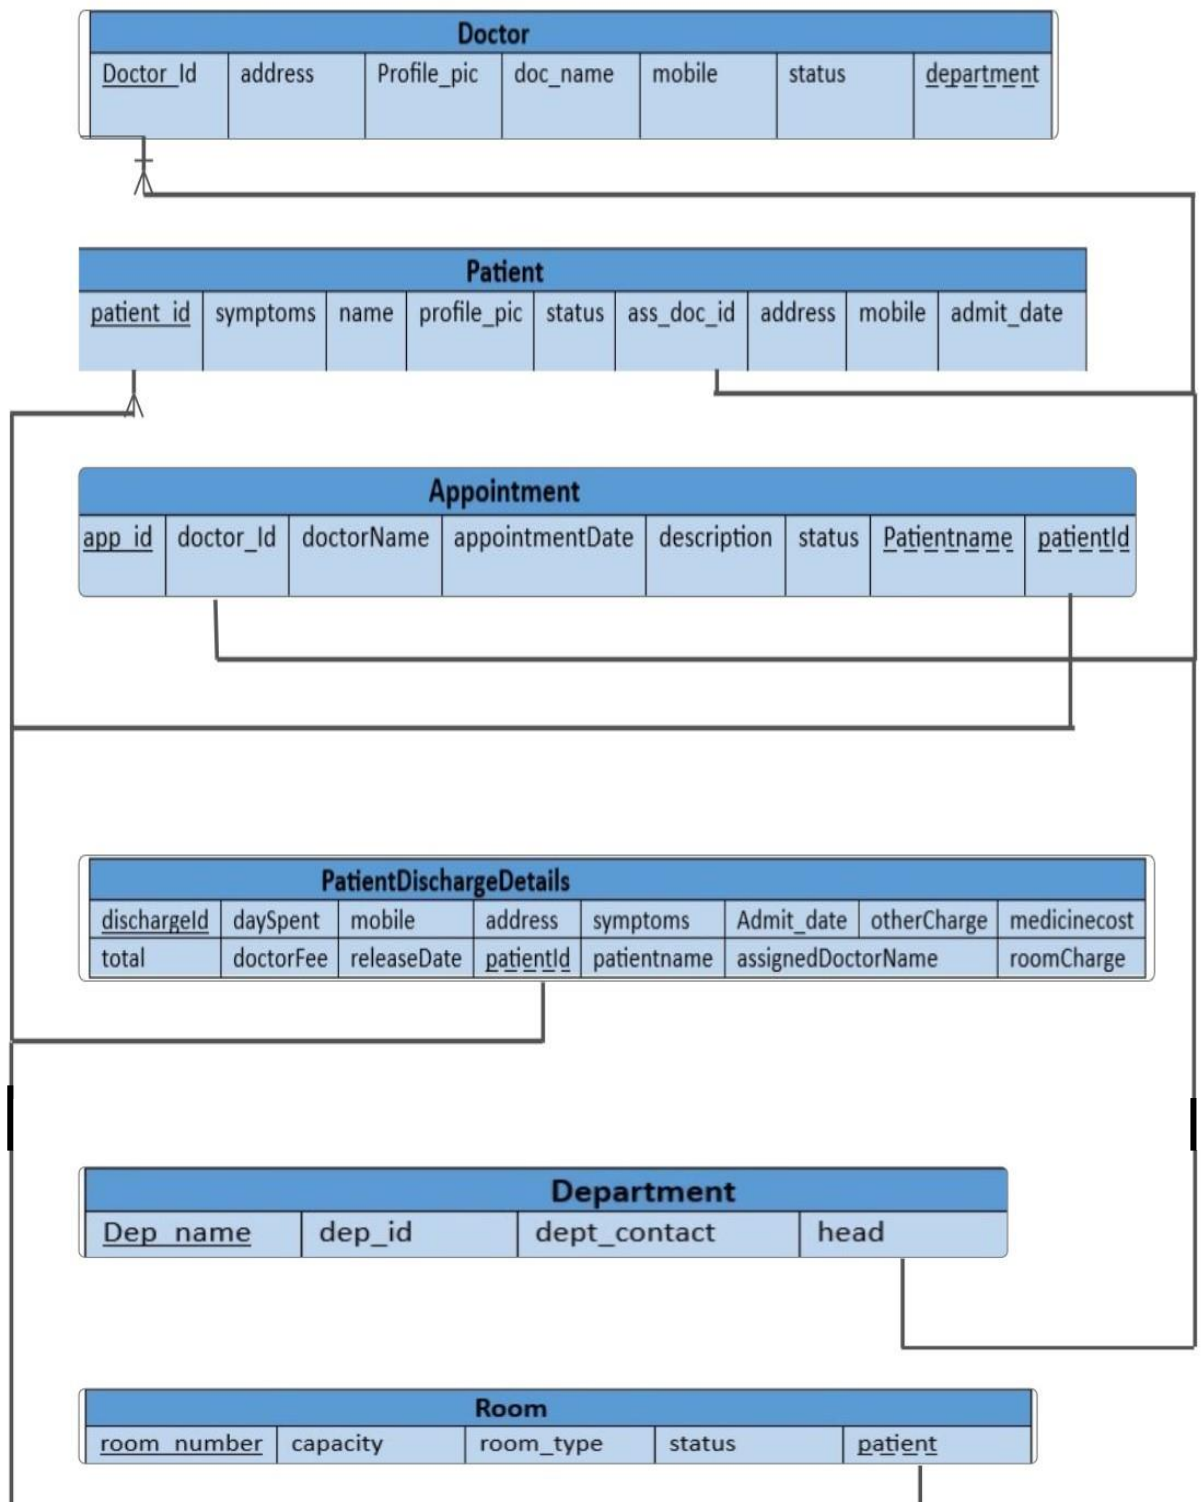 Doctor
Doctor_Id address Profile_pic doc_name mobile status department
Patient
patient_id symptoms name profile_pic status ass_doc_id address mobile admit_date
Appointment
app_id doctor_Id doctorName appointmentDate description status Patientname patientId
PatientDischargeDetails
dischargeId daySpent mobile address symptoms Admit_date otherCharge medicinecost
total doctorFee releaseDate patientId patientname assignedDoctorName roomCharge
Department
Dep_name dep_id dept_contact head
Room
room_number capacity room_type status patient